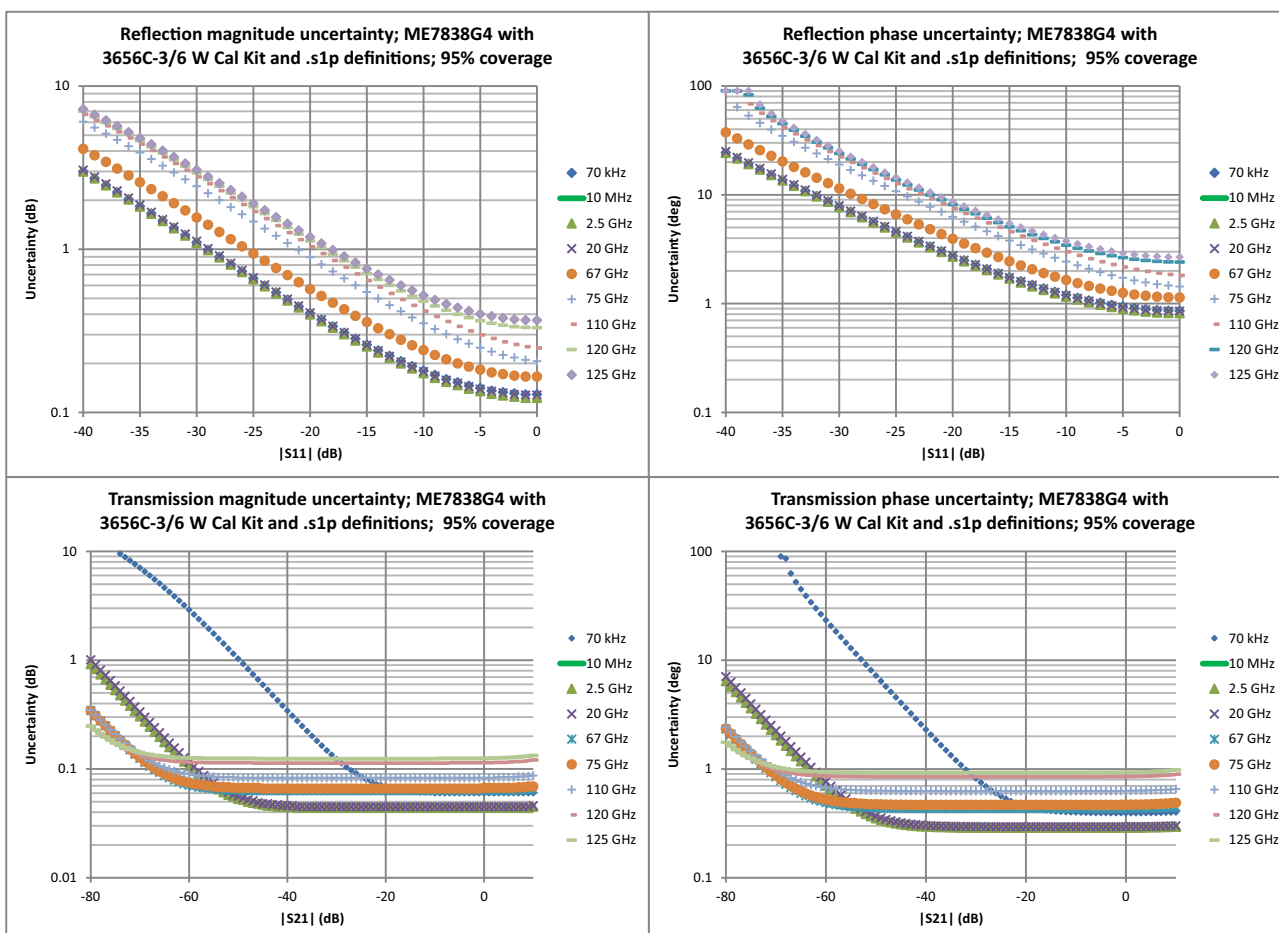 Reflection magnitude uncertainty; ME7838G4 with
3656C-3/6 W Cal Kit and .s1p definitions; 95% coverage
10
1
0.1
Uncertainty (dB)
-40
-35
-30
-25
-20
-15
-10
-5
0
|S11| (dB)
70 kHz
10 MHz
2.5 GHz
20 GHz
67 GHz
75 GHz
110 GHz
120 GHz
125 GHz
Reflection phase uncertainty; ME7838G4 with
3656C-3/6 W Cal Kit and .s1p definitions;  95% coverage
100
10
1
0.1
Uncertainty (deg)
-40
-35
-30
-25
-20
-15
-10
-5
0
|S11| (dB)
70 kHz
10 MHz
2.5 GHz
20 GHz
67 GHz
75 GHz
110 GHz
120 GHz
125 GHz
Transmission magnitude uncertainty; ME7838G4 with
3656C-3/6 W Cal Kit and .s1p definitions;  95% coverage
10
1
0.1
0.01
Uncertainty (dB)
-80
-60
-40
-20
0
|S21| (dB)
70 kHz
10 MHz
2.5 GHz
20 GHz
67 GHz
75 GHz
110 GHz
120 GHz
125 GHz
Transmission phase uncertainty; ME7838G4 with
3656C-3/6 W Cal Kit and .s1p definitions; 95% coverage
100
10
1
0.1
Uncertainty (deg)
-80
-60
-40
-20
0
|S21| (dB)
70 kHz
10 MHz
2.5 GHz
20 GHz
67 GHz
75 GHz
110 GHz
120 GHz
125 GHz